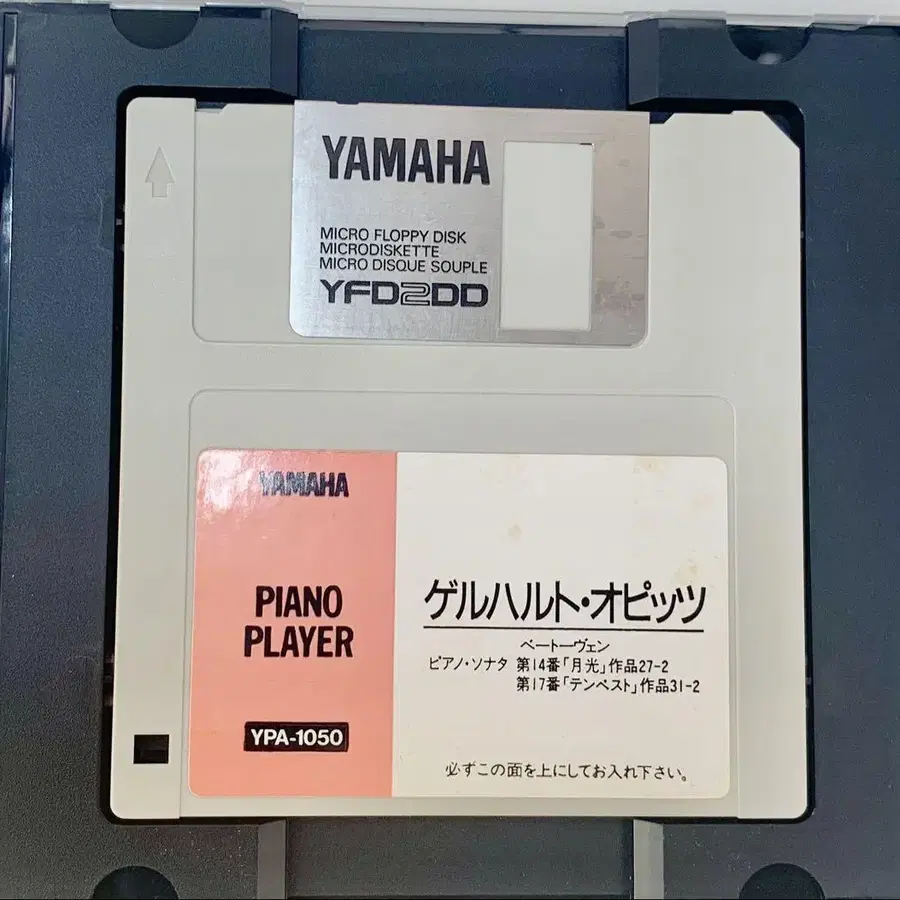 YAMAHA
MICRO FLOPPY DISK
MICRODISKETTE
MICRO DISQUE SOUPLE
YFD2DD
YAMAHA
PIANO
PLAYER
YPA-1050
ゲルハルト・オピッツ
ベートーヴェン
ピアノ・ソナタ 第14番「月光」作品27-2
第17番「テンペスト」作品31-2
必ずこの面を上にしてお入れ下さい。